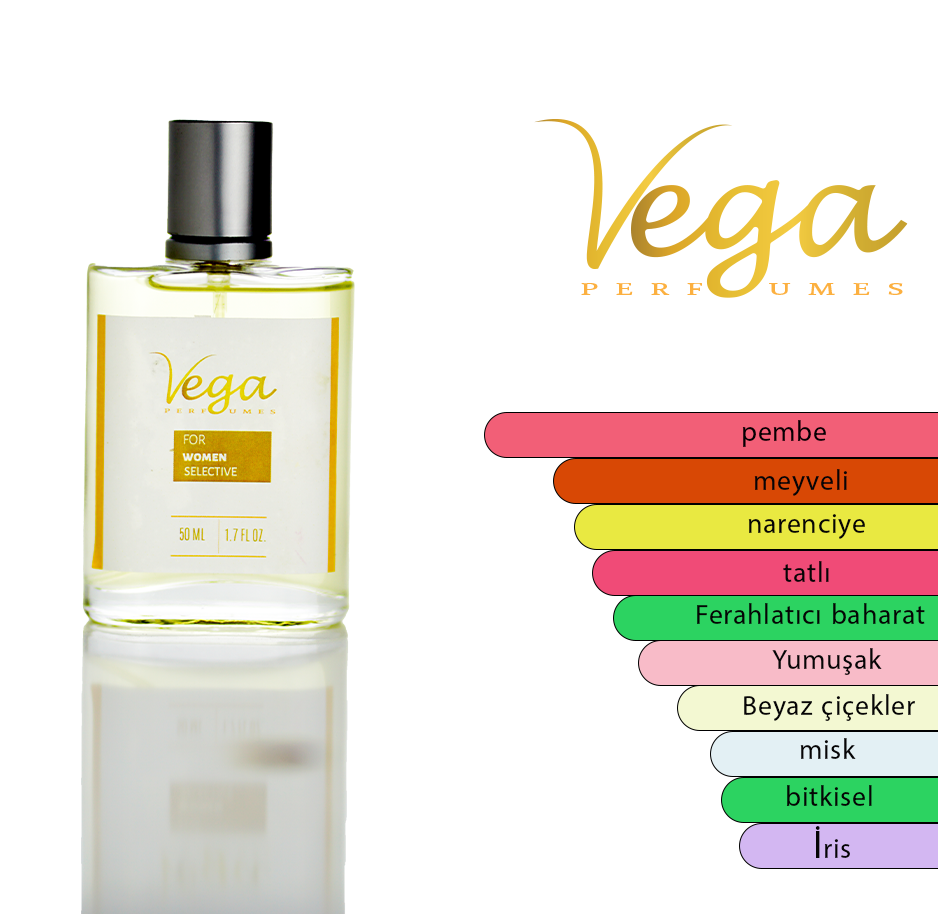 Vega
PERFUMES
Vega
PERFUMES
FOR
WOMEN
SELECTIVE
50 ML 1.7 FL OZ.
pembe
meyveli
narenciye
tatlı
Ferahlatıcı baharat
Yumuşak
Beyaz çiçekler
misk
bitkisel
İris